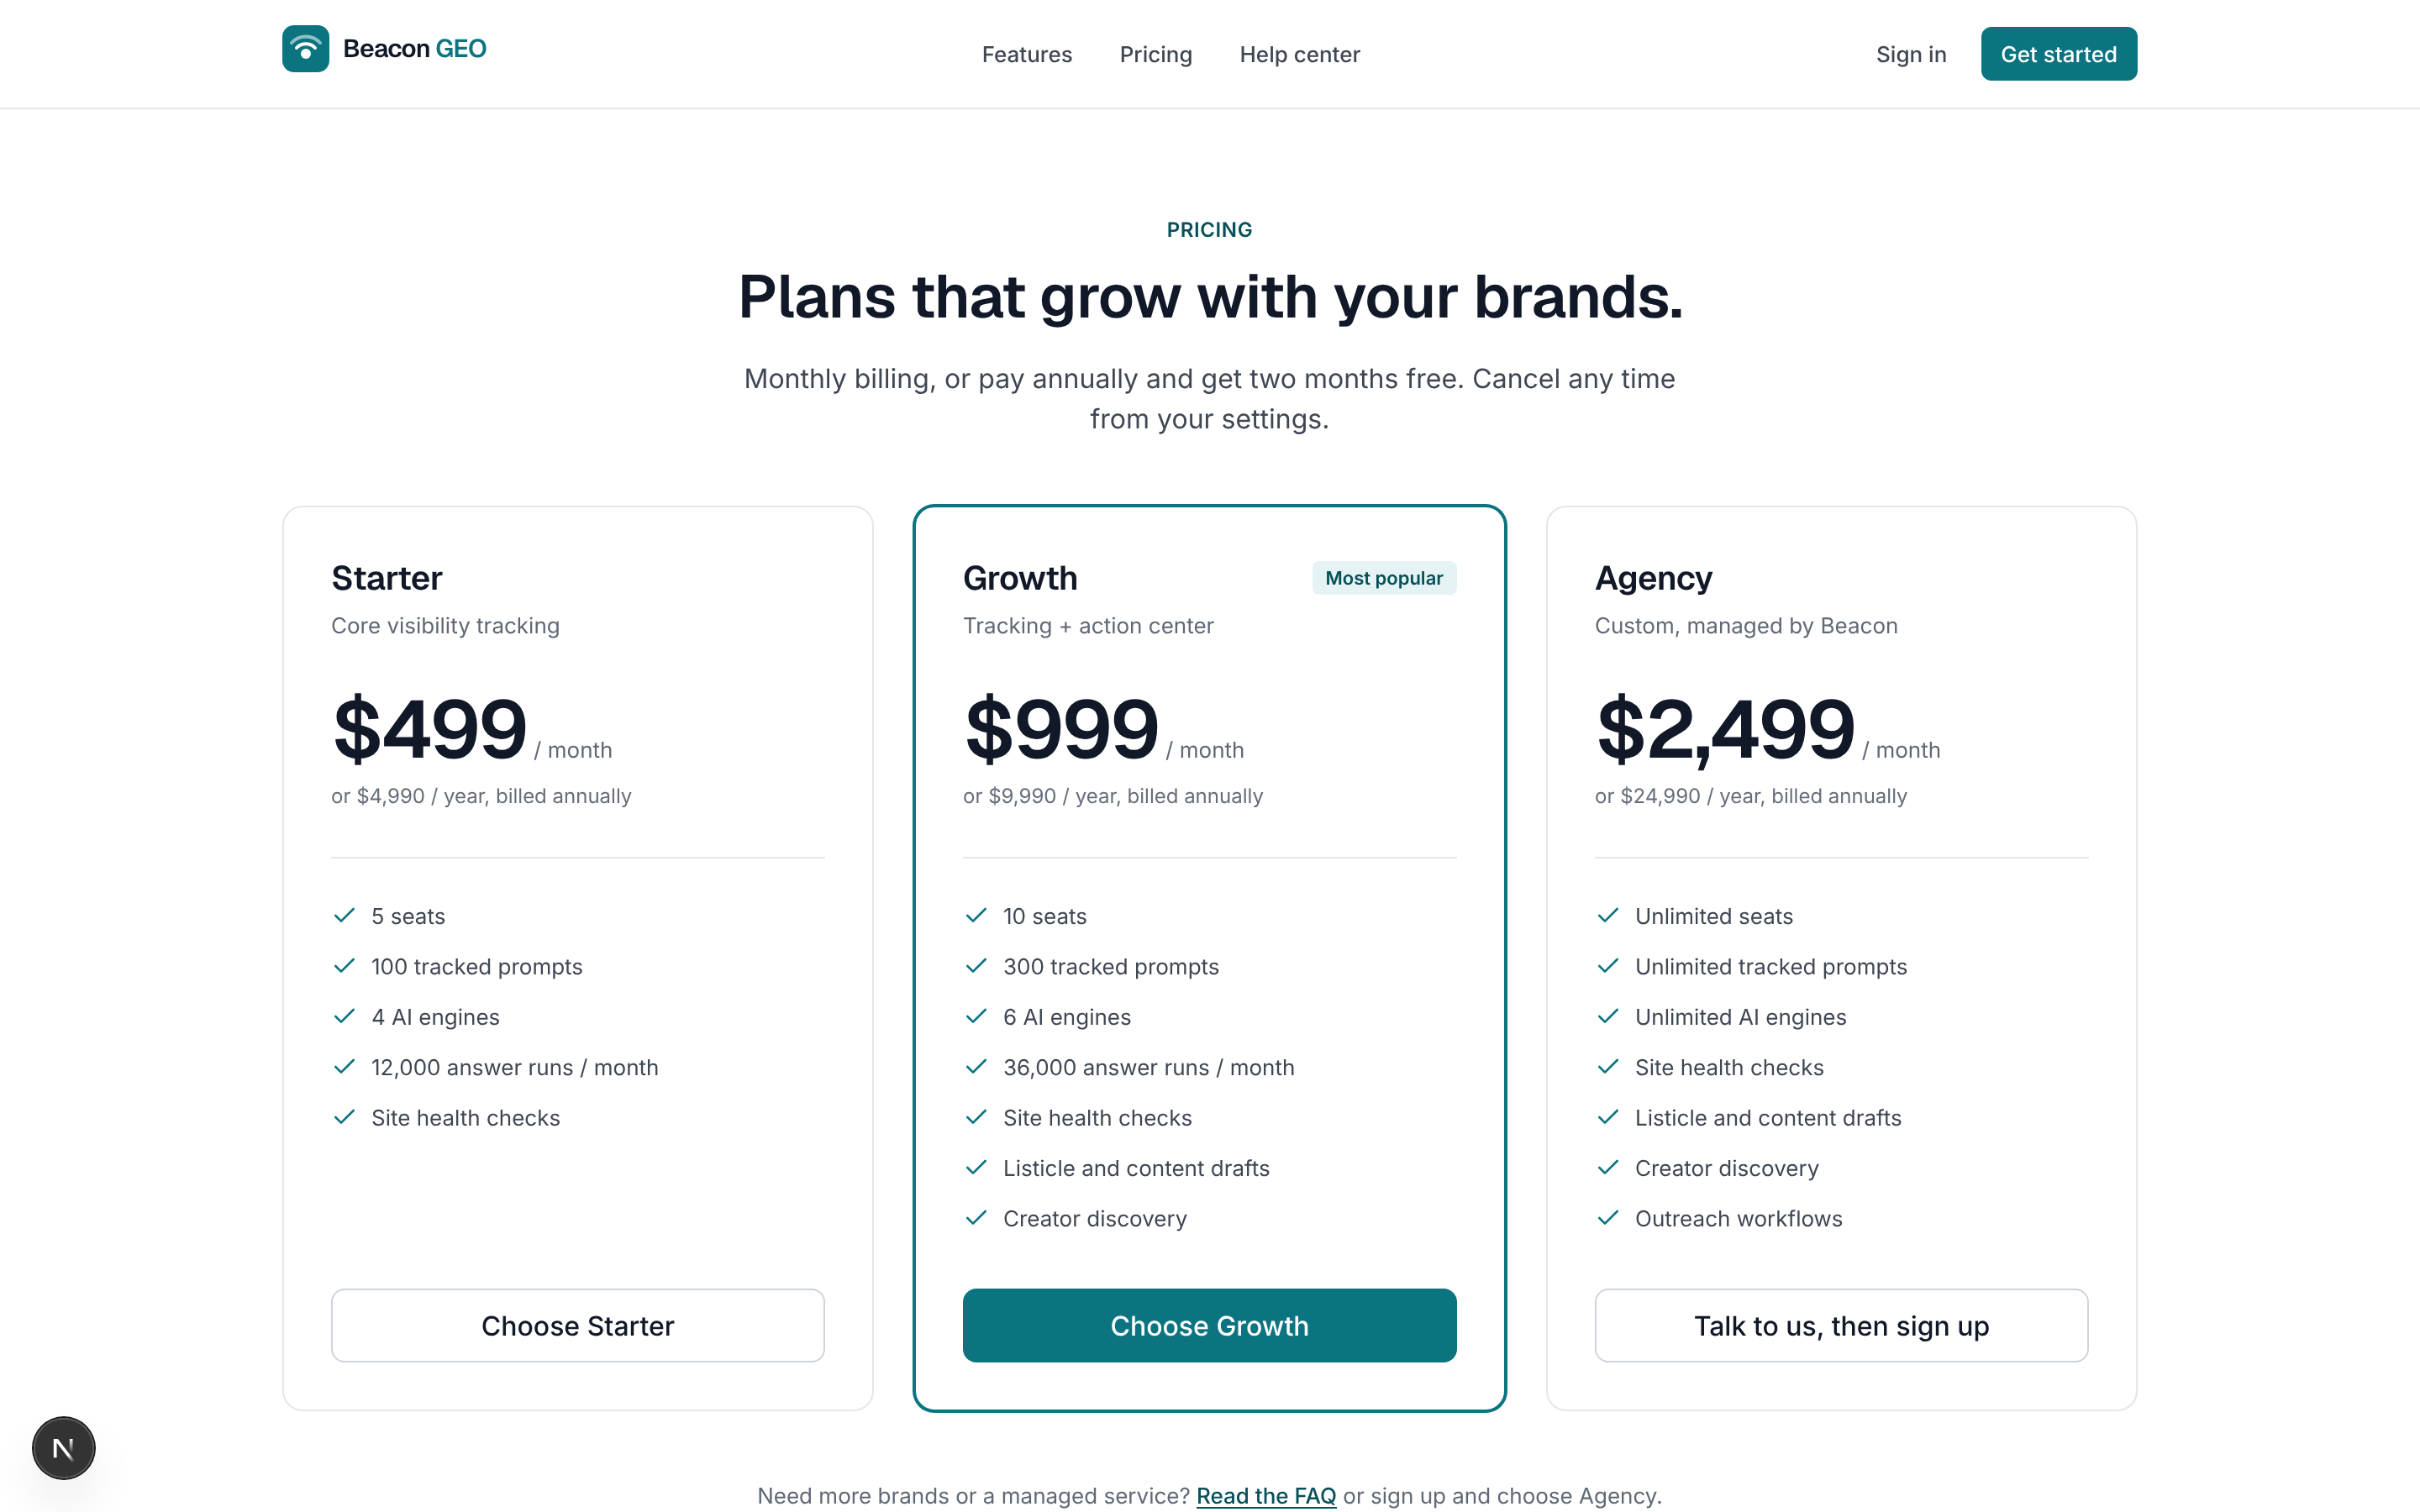 Beacon GEO
Features
Pricing
Help center
Sign in
Get started
PRICING
Plans that grow with your brands.
Monthly billing, or pay annually and get two months free. Cancel any time
from your settings.
Starter
Core visibility tracking
$499 / month
or $4,990 / year, billed annually
5 seats
100 tracked prompts
4 AI engines
12,000 answer runs / month
Site health checks
Choose Starter
Growth
Most popular
Tracking + action center
$999 / month
or $9,990 / year, billed annually
10 seats
300 tracked prompts
6 AI engines
36,000 answer runs / month
Site health checks
Listicle and content drafts
Creator discovery
Choose Growth
Agency
Custom, managed by Beacon
$2,499 / month
or $24,990 / year, billed annually
Unlimited seats
Unlimited tracked prompts
Unlimited AI engines
Site health checks
Listicle and content drafts
Creator discovery
Outreach workflows
Talk to us, then sign up
N
Need more brands or a managed service? Read the FAQ or sign up and choose Agency.